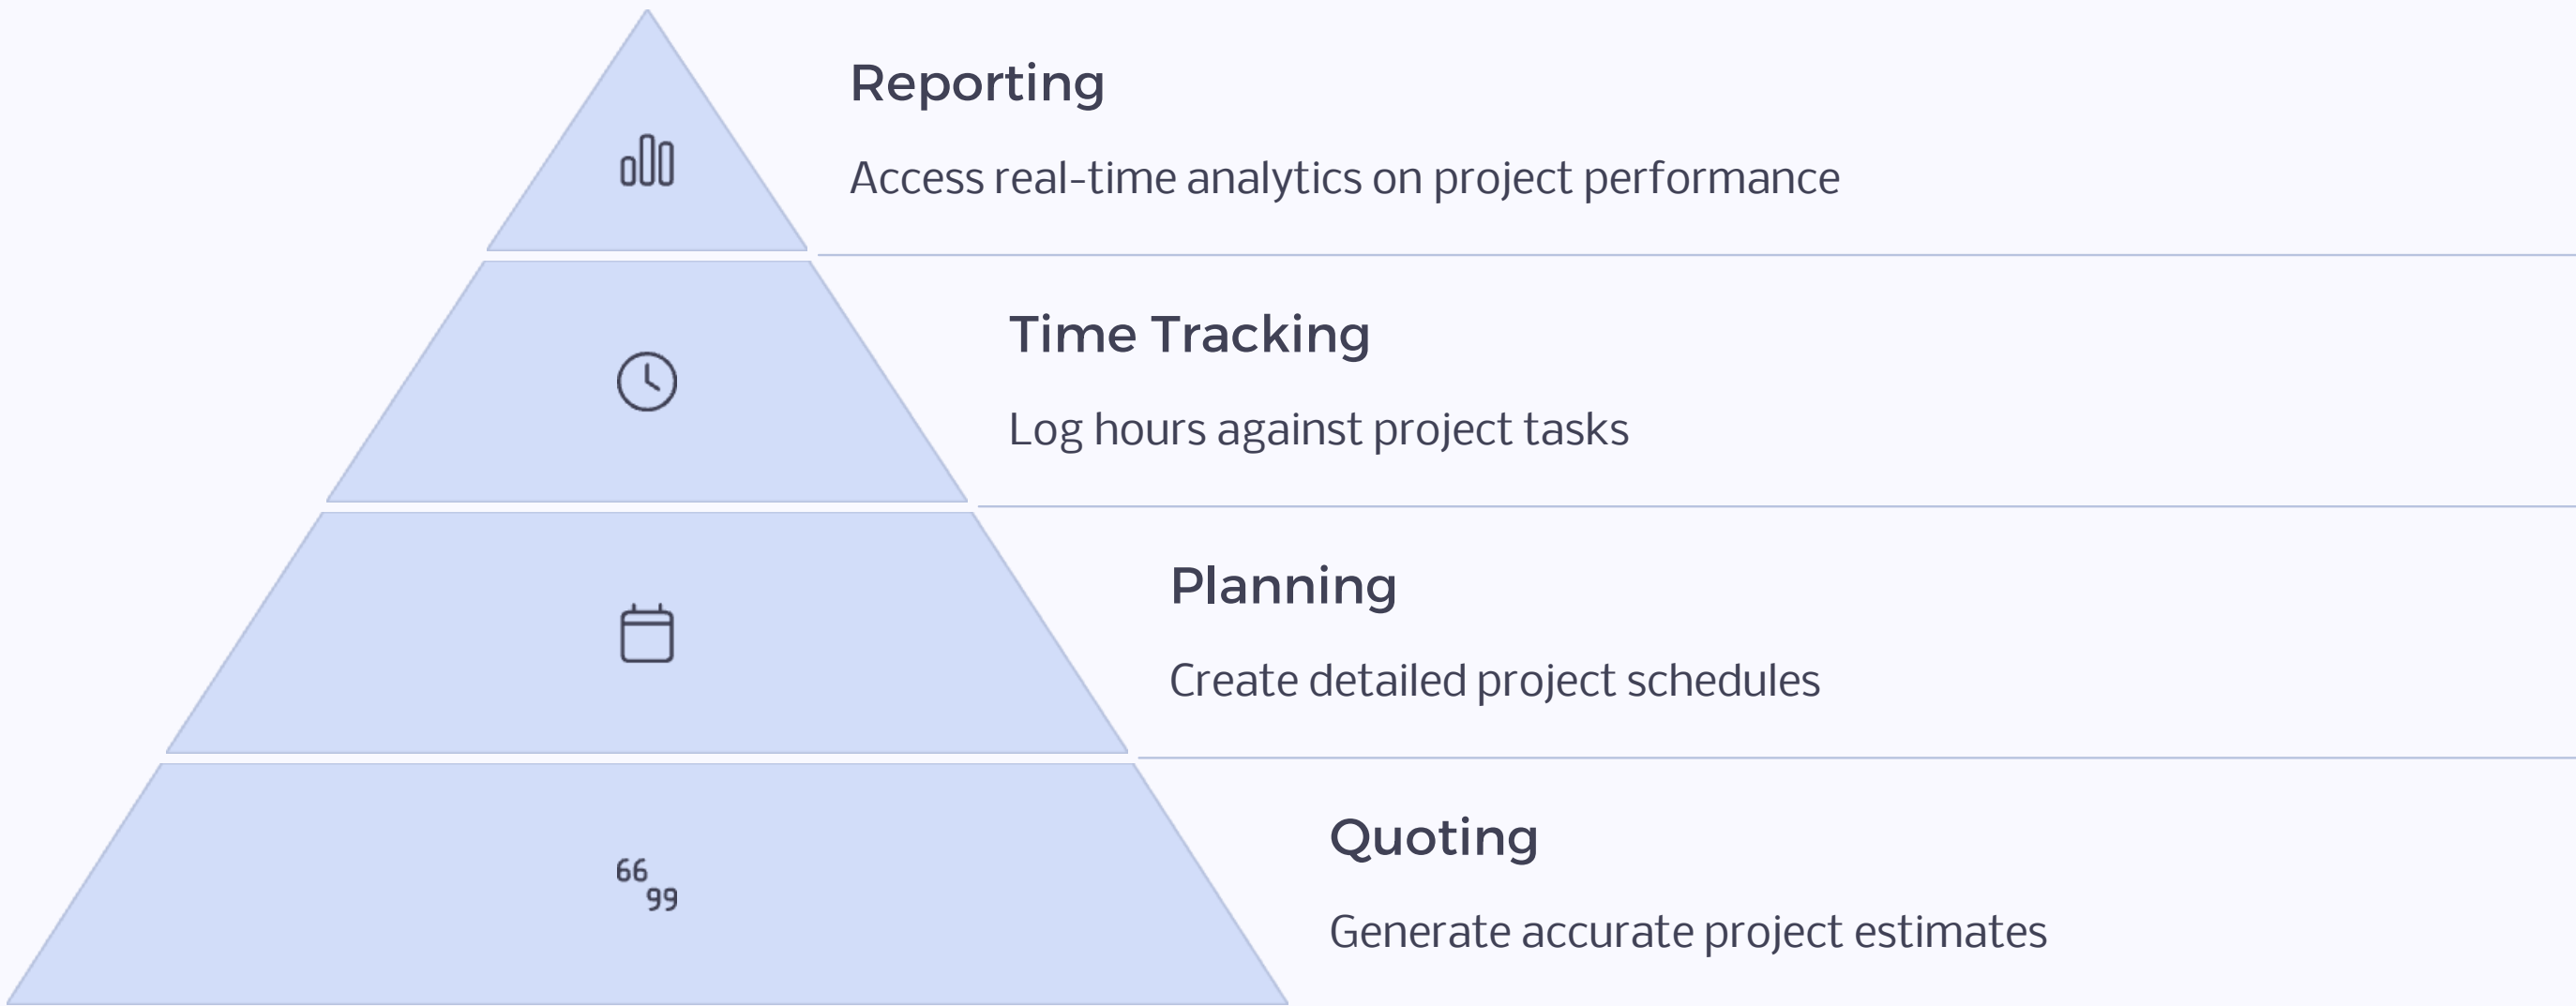 Reporting
Access real-time analytics on project performance
Time Tracking
Log hours against project tasks
Planning
Create detailed project schedules
Quoting
Generate accurate project estimates